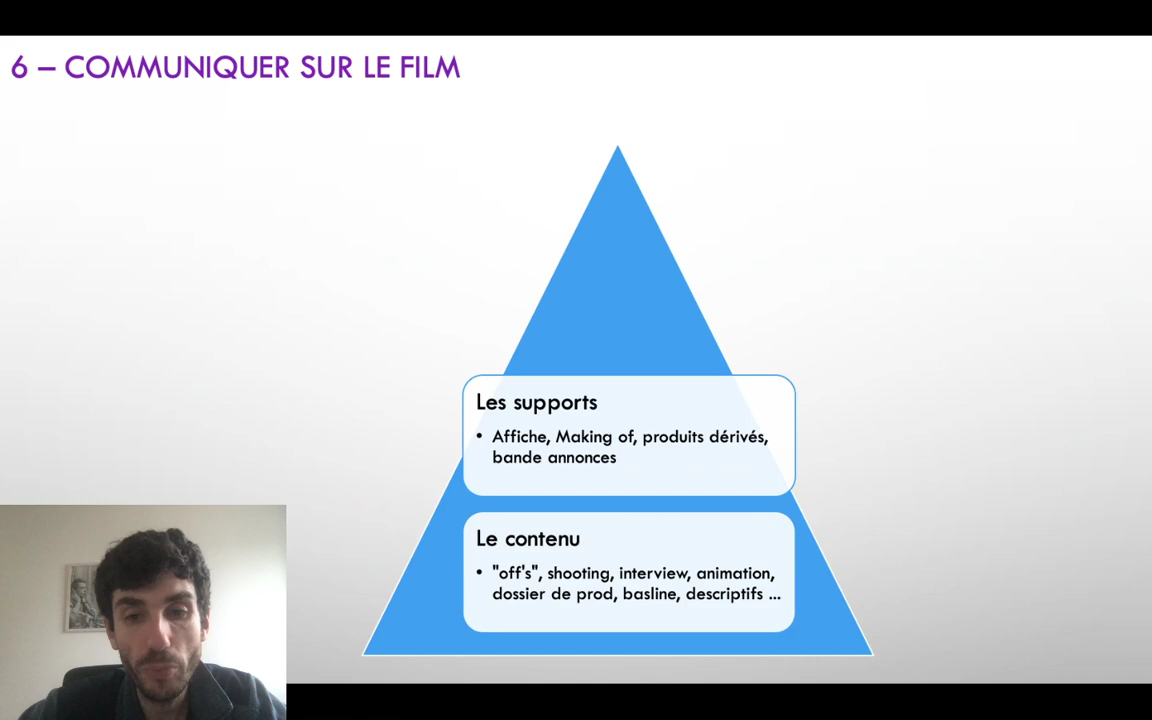 6 – COMMUNIQUER SUR LE FILM
Les supports
• Affiche, Making of, produits dérivés,
bande annonces
Le contenu
• "off's", shooting, interview, animation,
dossier de prod, basline, descriptifs ...